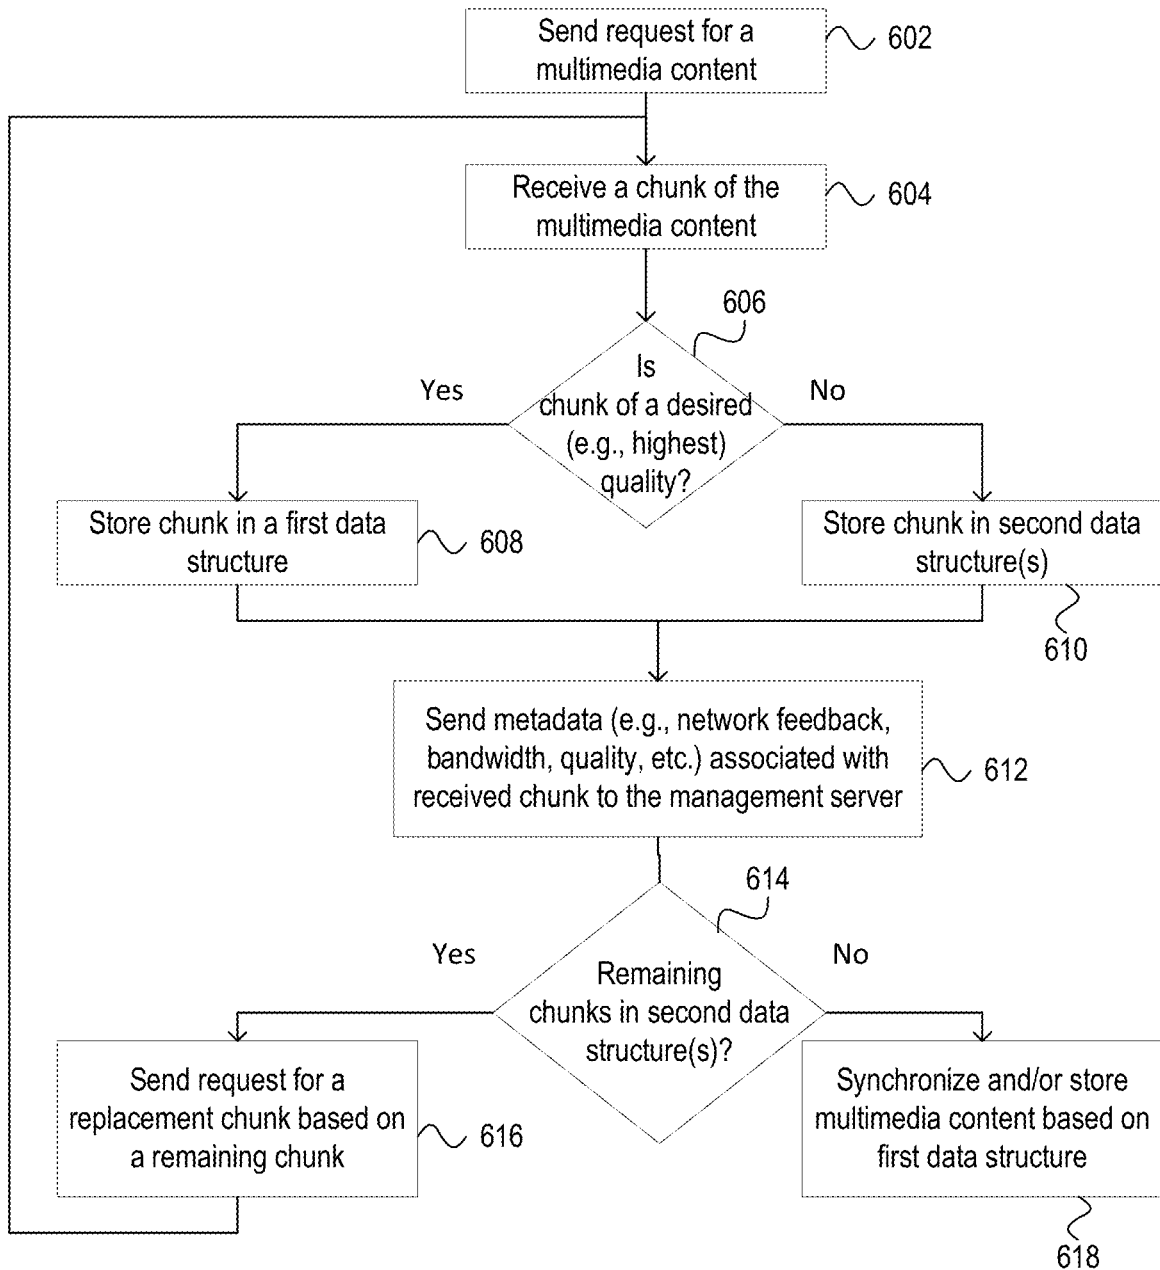 Send request for a
multimedia content
602
Receive a chunk of the
multimedia content
604
606
Is
chunk of a desired
(e.g., highest)
quality?
Yes
No
Store chunk in a first data
structure
608
Store chunk in second data
structure(s)
610
Send metadata (e.g., network feedback,
bandwidth, quality, etc.) associated with
received chunk to the management server
612
614
Remaining
chunks in second data
structure(s)?
Yes
No
Send request for a
replacement chunk based on
a remaining chunk
616
Synchronize and/or store
multimedia content based on
first data structure
618